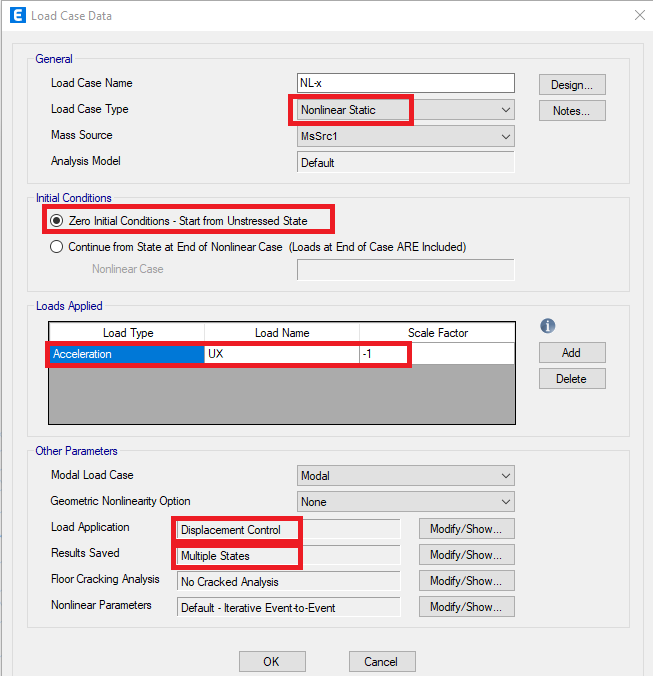 E Load Case Data
General
Load Case Name NL-x Design...
Load Case Type Nonlinear Static Notes...
Mass Source MsSrc1
Analysis Model Default
Initial Conditions
Zero Initial Conditions - Start from Unstressed State
Continue from State at End of Nonlinear Case (Loads at End of Case ARE Included)
Nonlinear Case
Loads Applied
Load Type Load Name Scale Factor
Acceleration UX -1 Add
Delete
Other Parameters
Modal Load Case Modal
Geometric Nonlinearity Option None
Load Application Displacement Control Modify/Show...
Results Saved Multiple States Modify/Show...
Floor Cracking Analysis No Cracked Analysis Modify/Show...
Nonlinear Parameters Default - Iterative Event-to-Event Modify/Show...
OK Cancel